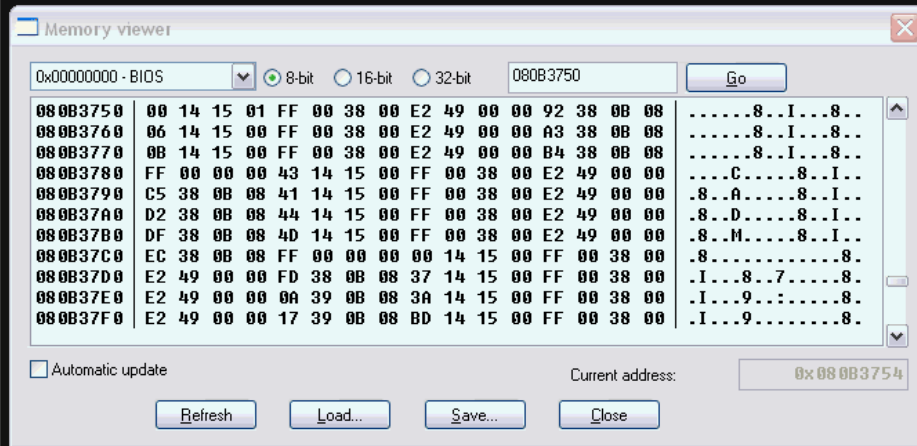 Memory viewer
0x00000000 - BIOS 8-bit 16-bit 32-bit 080B3750 Go
080B3750 00 14 15 01 FF 00 38 00 E2 49 00 00 92 38 0B 08 ......8..I...8..
080B3760 06 14 15 00 FF 00 38 00 E2 49 00 00 A3 38 0B 08 ......8..I...8..
080B3770 0B 14 15 00 FF 00 38 00 E2 49 00 00 B4 38 0B 08 ......8..I...8..
080B3780 FF 00 00 00 43 14 15 00 FF 00 38 00 E2 49 00 00 ....C.....8..I..
080B3790 C5 38 0B 08 41 14 15 00 FF 00 38 00 E2 49 00 00 .8..A.....8..I..
080B37A0 D2 38 0B 08 44 14 15 00 FF 00 38 00 E2 49 00 00 .8..D.....8..I..
080B37B0 DF 38 0B 08 4D 14 15 00 FF 00 38 00 E2 49 00 00 .8..M.....8..I..
080B37C0 EC 38 0B 08 FF 00 00 00 00 14 15 00 FF 00 38 00 .8............8.
080B37D0 E2 49 00 00 FD 38 0B 08 37 14 15 00 FF 00 38 00 .I...8..7.....8.
080B37E0 E2 49 00 00 0A 39 0B 08 3A 14 15 00 FF 00 38 00 .I...9..:.....8.
080B37F0 E2 49 00 00 17 39 0B 08 BD 14 15 00 FF 00 38 00 .I...9........8.
Automatic update Current address: 0x080B3754
Refresh Load... Save... Close